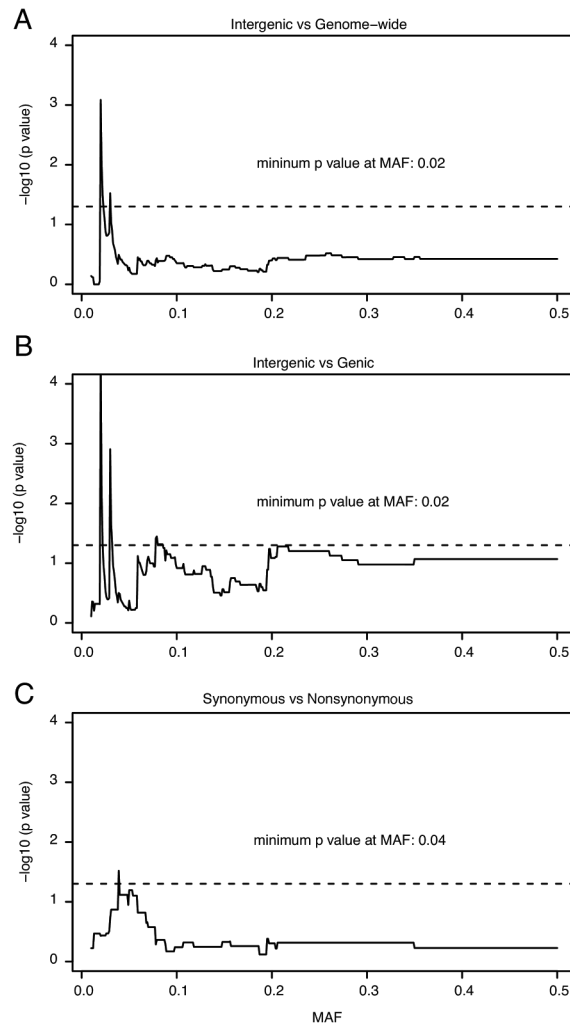 A
Intergenic vs Genome−wide
−log10 (p value)
4
3
2
1
0
mininum p value at MAF: 0.02
0.0 0.1 0.2 0.3 0.4 0.5
B
Intergenic vs Genic
−log10 (p value)
4
3
2
1
0
minimum p value at MAF: 0.02
0.0 0.1 0.2 0.3 0.4 0.5
C
Synonymous vs Nonsynonymous
−log10 (p value)
4
3
2
1
0
minimum p value at MAF: 0.04
0.0 0.1 0.2 0.3 0.4 0.5
MAF